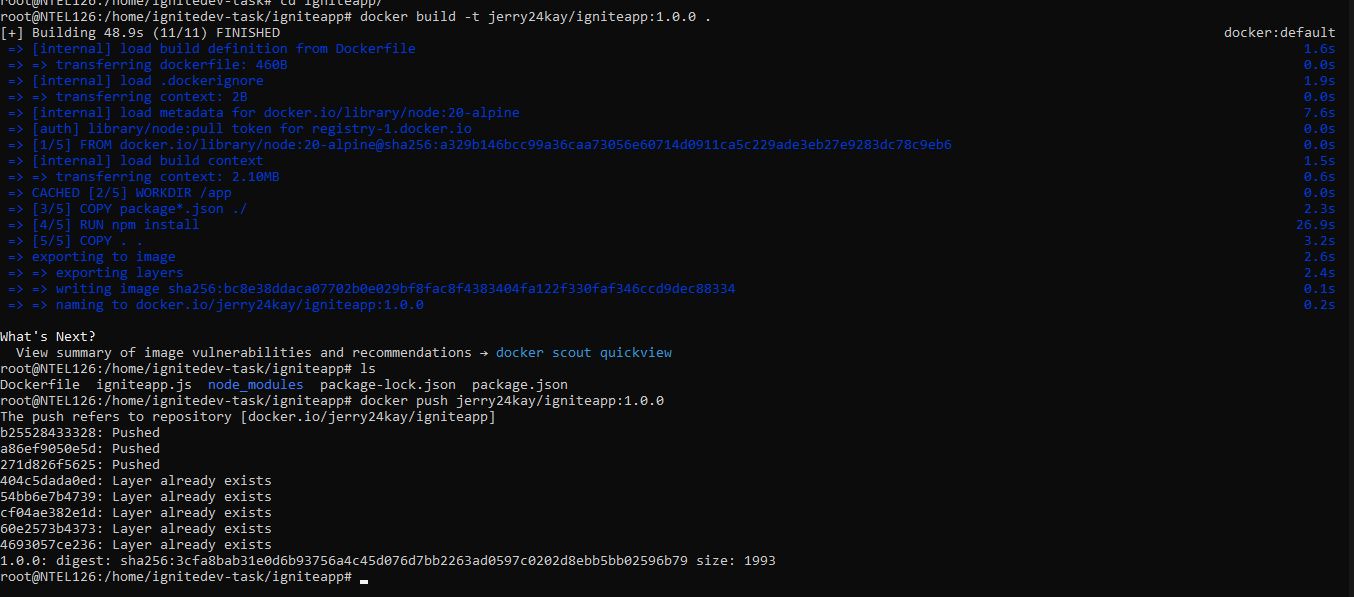 root@NTEL126:/home/ignitedev-task# cd igniteapp/
root@NTEL126:/home/ignitedev-task/igniteapp# docker build -t jerry24kay/igniteapp:1.0.0 .
[+] Building 48.9s (11/11) FINISHED docker:default
=> [internal] load build definition from Dockerfile 1.6s
=> => transferring dockerfile: 460B 0.0s
=> [internal] load .dockerignore 1.9s
=> => transferring context: 2B 0.0s
=> [internal] load metadata for docker.io/library/node:20-alpine 7.6s
=> [auth] library/node:pull token for registry-1.docker.io 0.0s
=> [1/5] FROM docker.io/library/node:20-alpine@sha256:a329b146bcc99a36caa73056e60714d0911ca5c229ade3eb27e9283dc78c9eb6 0.0s
=> [internal] load build context 1.5s
=> => transferring context: 2.10MB 0.6s
=> CACHED [2/5] WORKDIR /app 0.0s
=> [3/5] COPY package*.json ./ 2.3s
=> [4/5] RUN npm install 26.9s
=> [5/5] COPY . . 3.2s
=> exporting to image 2.6s
=> => exporting layers 2.4s
=> => writing image sha256:bc8e38ddaca07702b0e029bf8fac8f4383404fa122f330faf346ccd9dec88334 0.1s
=> => naming to docker.io/jerry24kay/igniteapp:1.0.0 0.2s
What's Next?
View summary of image vulnerabilities and recommendations → docker scout quickview
root@NTEL126:/home/ignitedev-task/igniteapp# ls
Dockerfile igniteapp.js node_modules package-lock.json package.json
root@NTEL126:/home/ignitedev-task/igniteapp# docker push jerry24kay/igniteapp:1.0.0
The push refers to repository [docker.io/jerry24kay/igniteapp]
b25528433328: Pushed
a86ef9050e5d: Pushed
271d826f5625: Pushed
404c5dada0ed: Layer already exists
54bb6e7b4739: Layer already exists
cf04ae382e1d: Layer already exists
60e2573b4373: Layer already exists
4693057ce236: Layer already exists
1.0.0: digest: sha256:3cfa8bab31e0d6b93756a4c45d076d7bb2263ad0597c0202d8ebb5bb02596b79 size: 1993
root@NTEL126:/home/ignitedev-task/igniteapp#